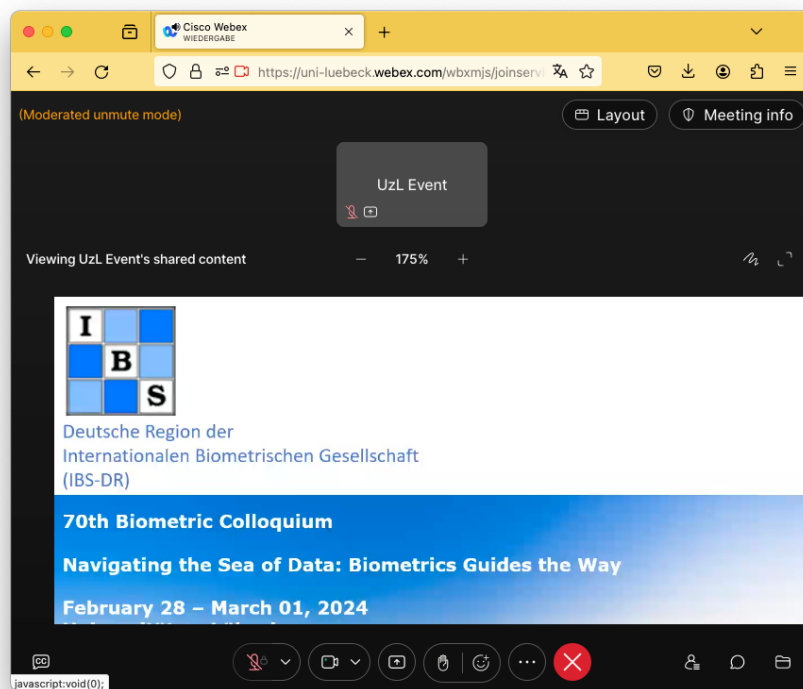 Cisco Webex
WIEDERGABE
https://uni-luebeck.webex.com/wbxmjs/joinservi
(Moderated unmute mode)
Layout
Meeting info
UzL Event
Viewing UzL Event's shared content
175%
I
B
S
Deutsche Region der
Internationalen Biometrischen Gesellschaft
(IBS-DR)
70th Biometric Colloquium
Navigating the Sea of Data: Biometrics Guides the Way
February 28 – March 01, 2024
CC
javascript:void(0);